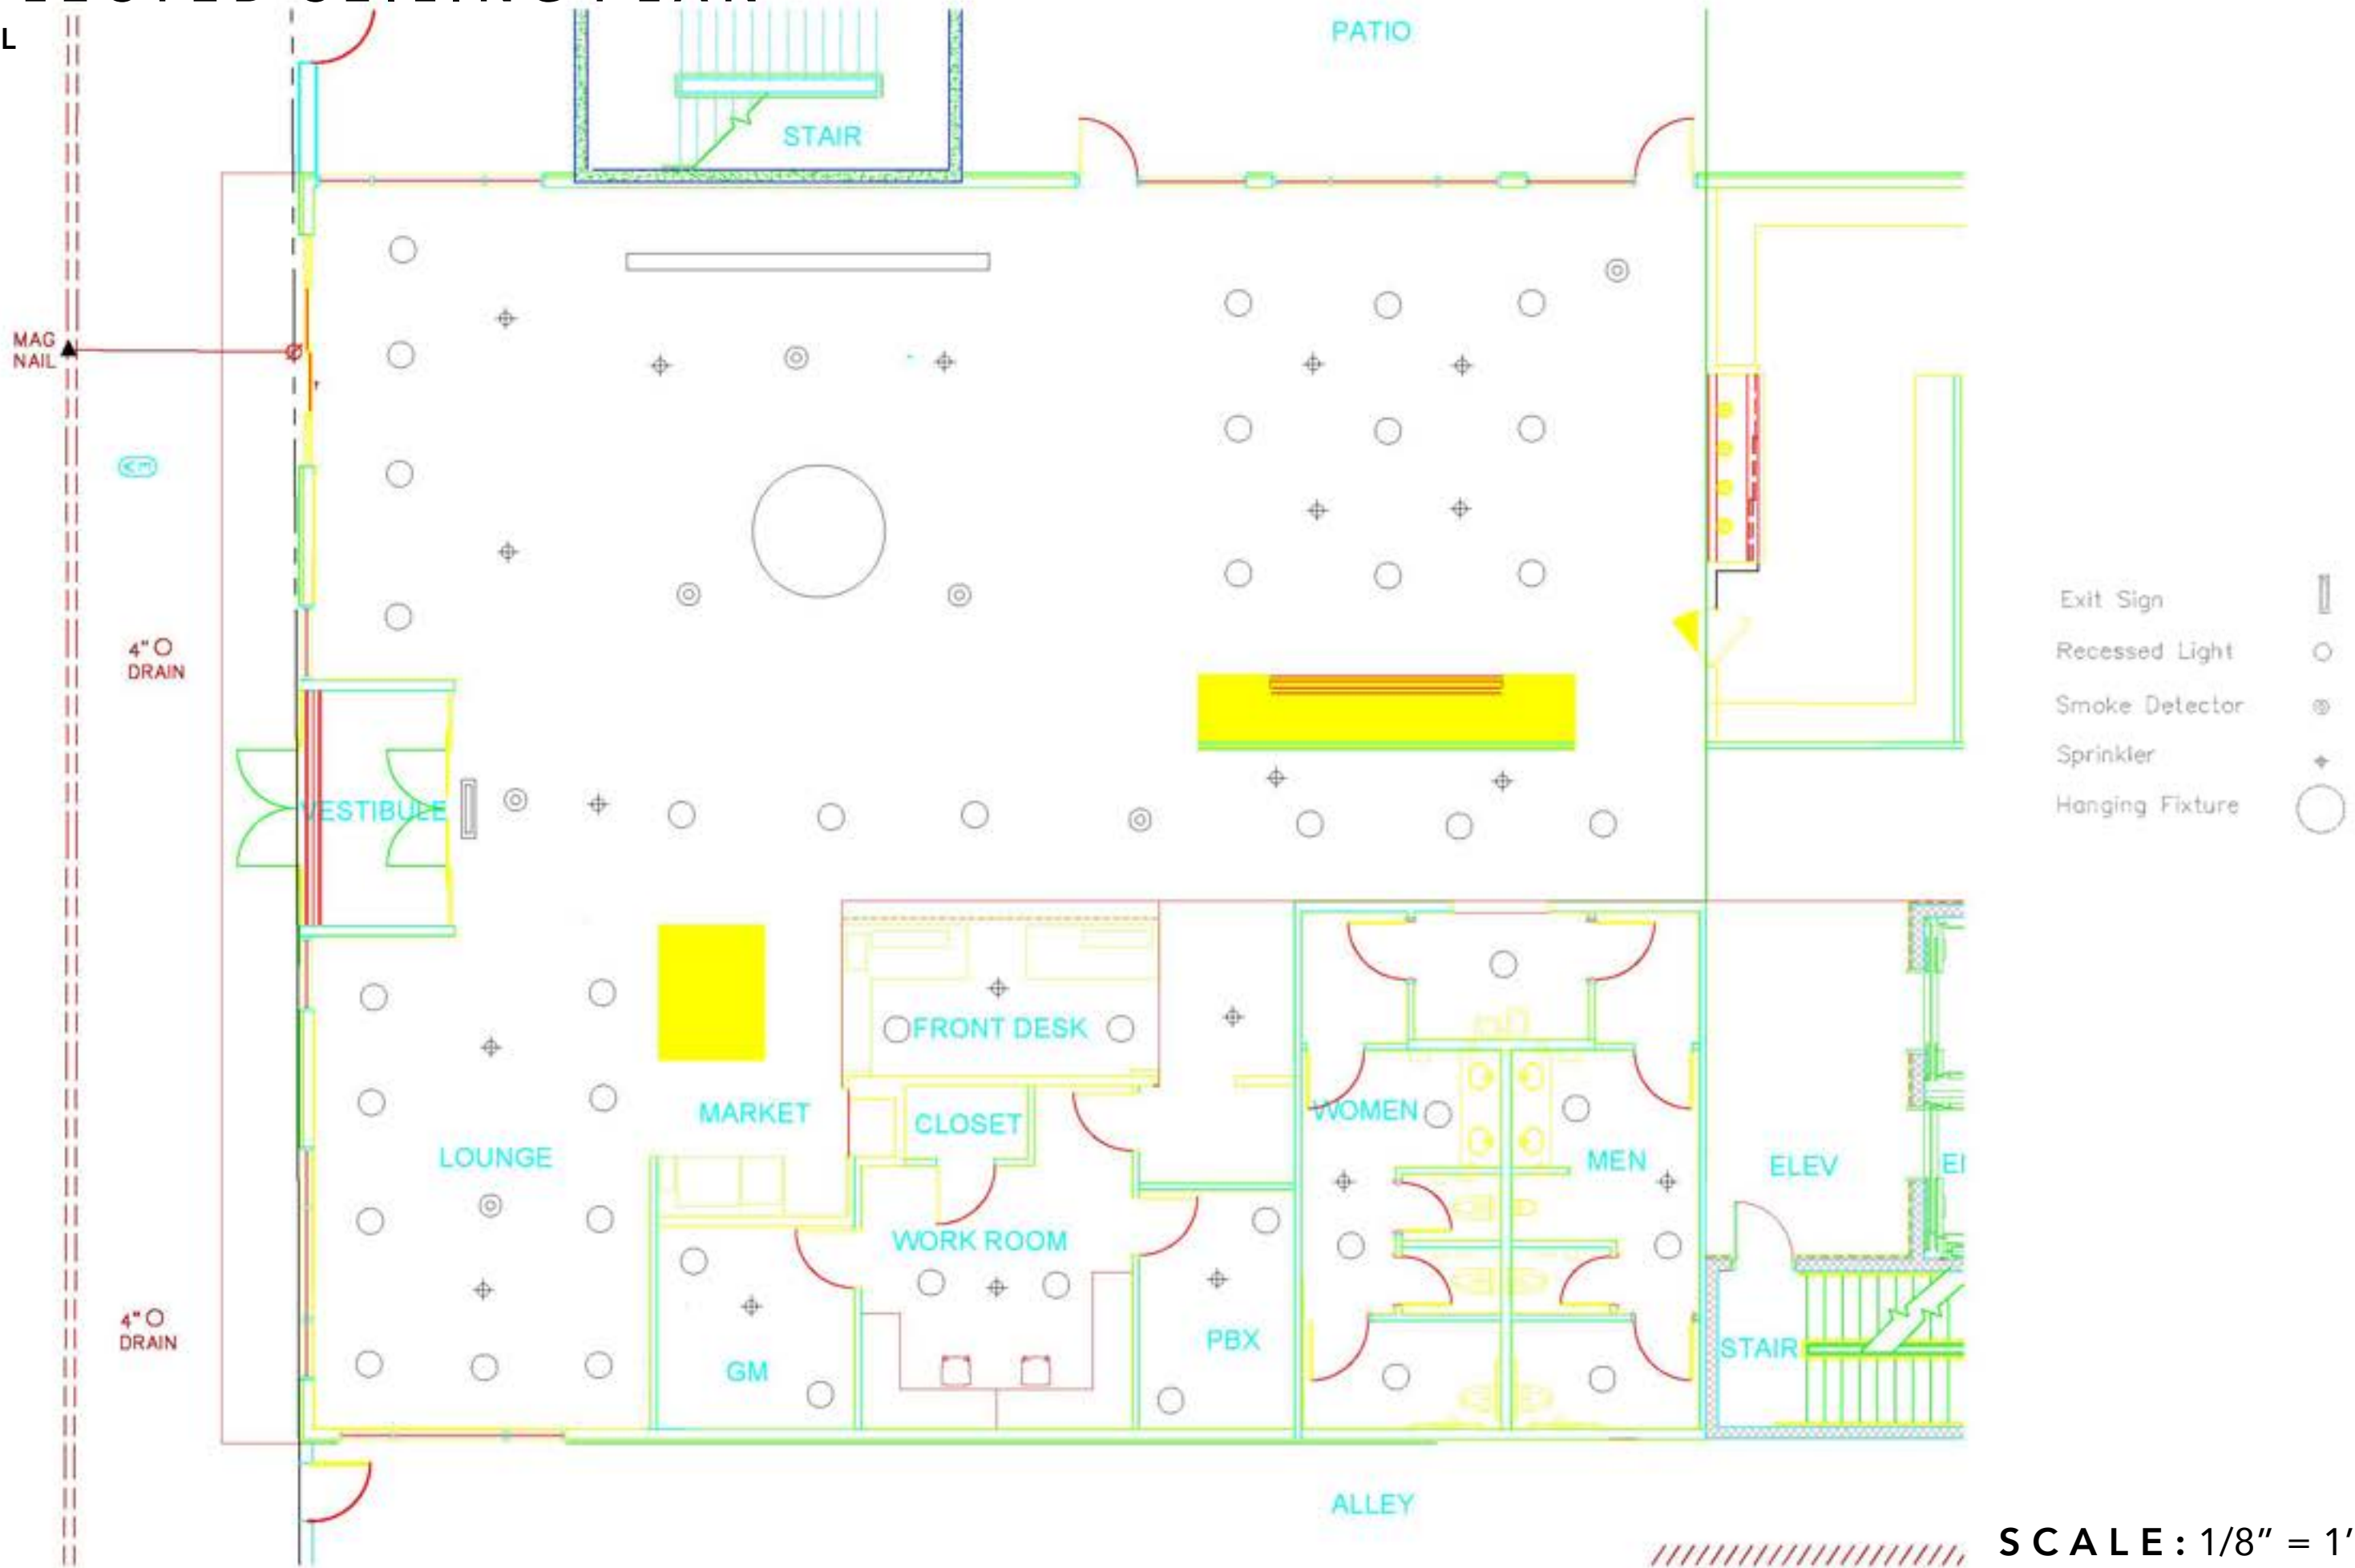 L
PATIO
STAIR
MAG
NAIL
4"
DRAIN
Exit Sign
Recessed Light
Smoke Detector
Sprinkler
Hanging Fixture
VESTIBULE
FRONT DESK
MARKET
CLOSET
WOMEN
LOUNGE
MEN
ELEV
WORK ROOM
4"
DRAIN
PBX
STAIR
GM
ALLEY
SCALE: 1/8” = 1’